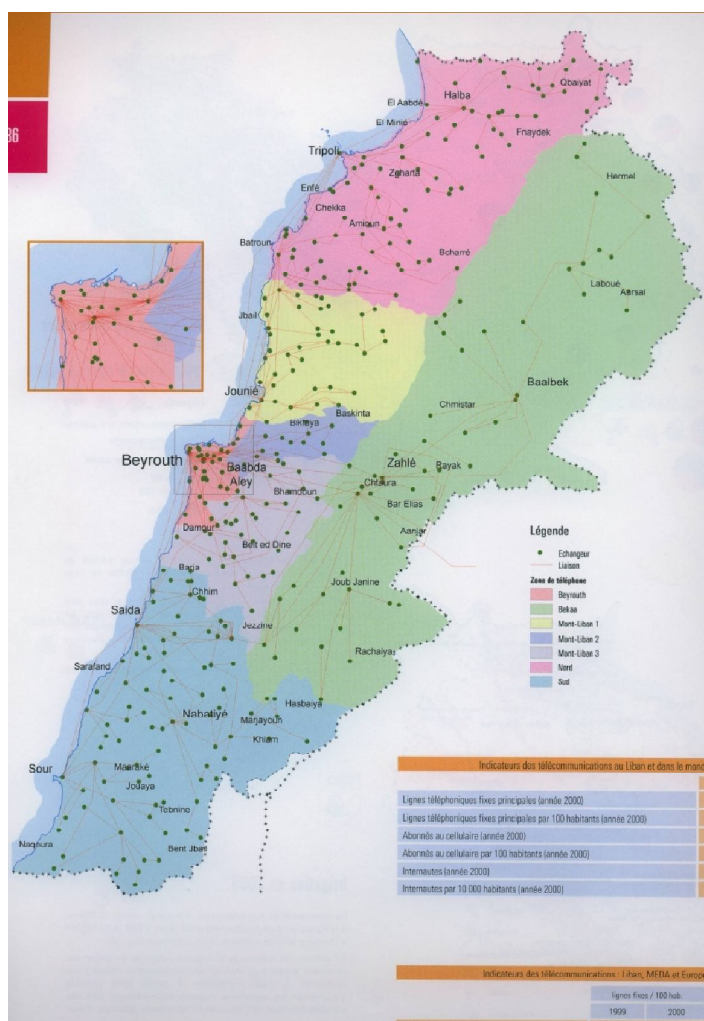 86
Halba
Qbaiyat
El Aabdé
El Minié
Fnaydek
Tripoli
Zgharta
Hermel
Enfé
Chekka
Amioun
Batroun
Bcharré
Laboué
Aarsal
Jbail
Jounié
Baalbek
Baskinta
Chmistar
Bikfaya
Beyrouth
Baabda
Zahlé
Rayak
Aley
Chtaura
Bhamdoun
Bar Elias
Damour
Aanjar
Beit ed Dine
Légende
Echangeur
Liaison
Barja
Joub Janine
Zone de téléphone
Chhim
Beyrouth
Saida
Bekaa
Jezzine
Mont-Liban 1
Mont-Liban 2
Rachaiya
Mont-Liban 3
Sarafand
Nord
Sud
Hasbaiya
Nabatiyé
Marjayoun
Khiam
Sour
Maaraké
Jouaya
Tebnine
Naqoura
Bent Jbail
Indicateurs des télécommunications au Liban et dans le mond
Lignes téléphoniques fixes principales (année 2000)
Lignes téléphoniques fixes principales par 100 habitants (année 2000)
Abonnés au cellulaire (année 2000)
Abonnés au cellulaire par 100 habitants (année 2000)
Internautes (année 2000)
Internautes par 10 000 habitants (année 2000)
Indicateurs des télécommunications : Liban, MEDA et Europe
lignes fixes / 100 hab.
1999 2000